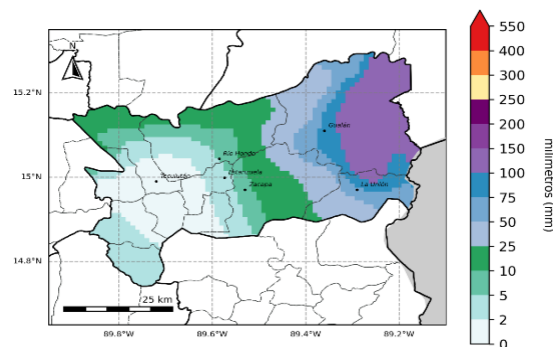 N
15.2°N
15°N
14.8°N
Gualán
Río Hondo
Teculután
Estanzuela
Zacapa
La Unión
25 km
89.8°W
89.6°W
89.4°W
89.2°W
550
400
300
250
200
150
100
75
50
25
10
5
2
0
milímetros (mm)